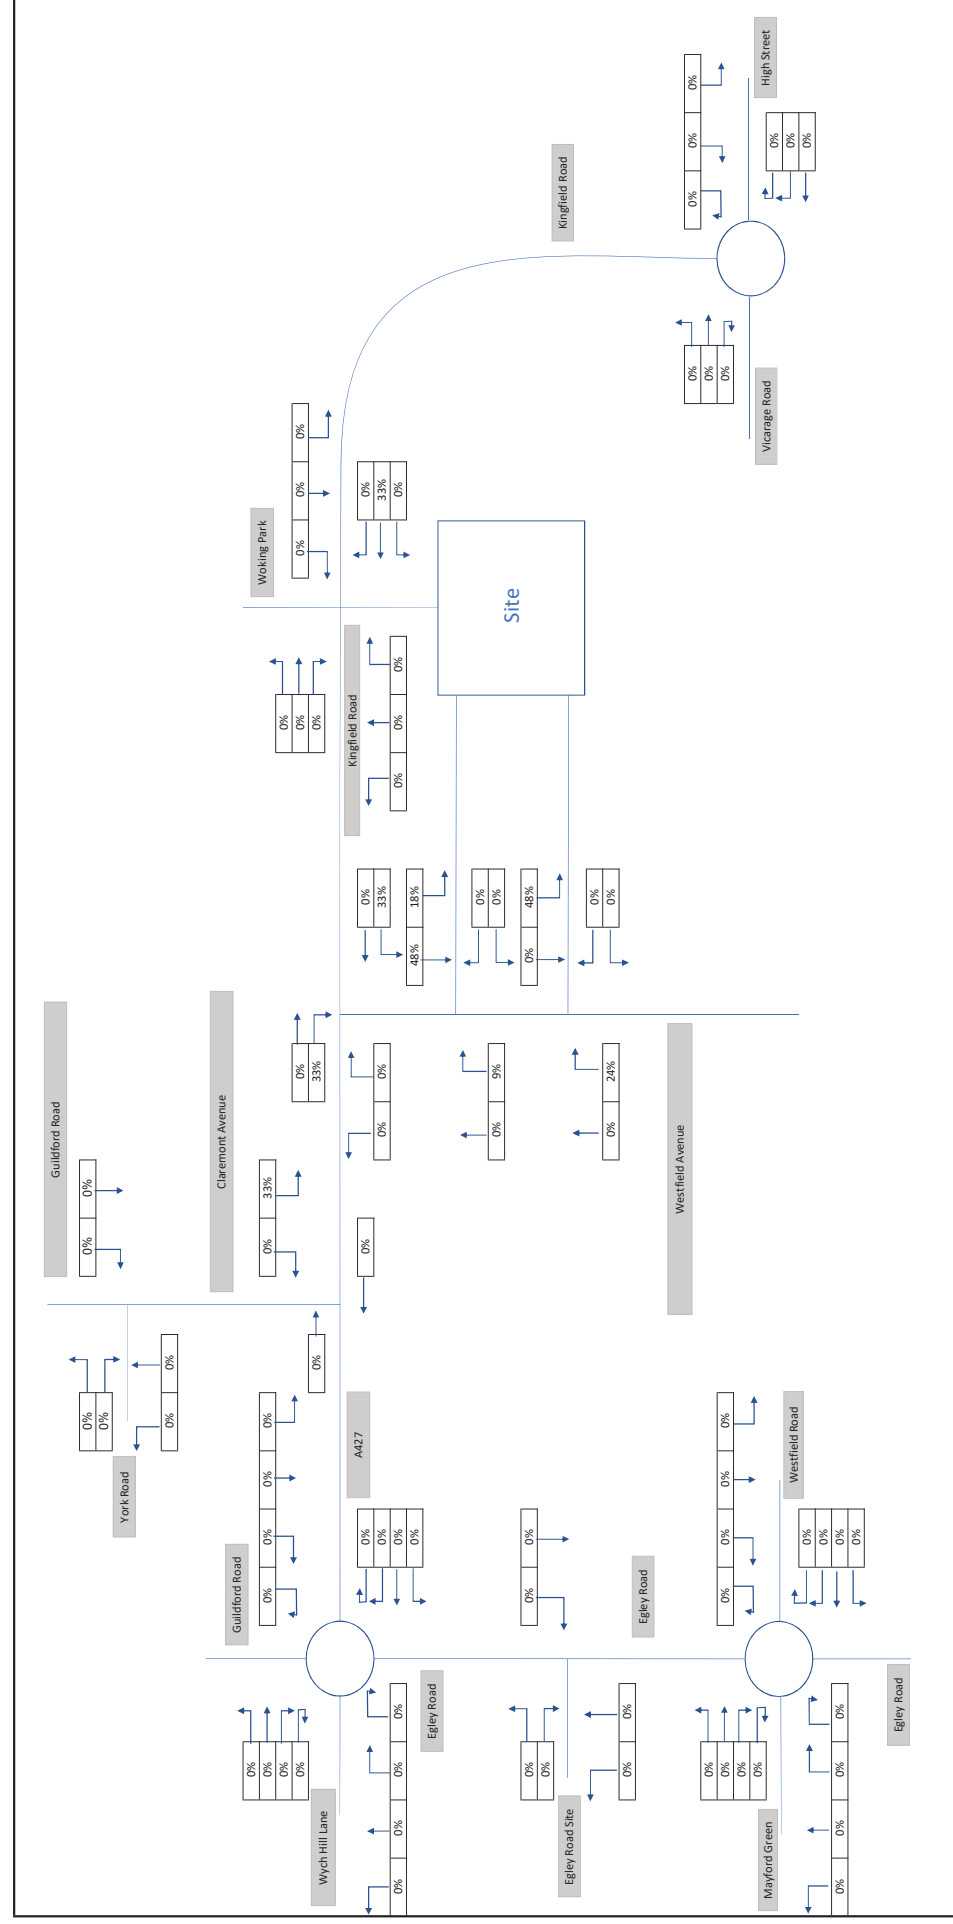 Guildford Road
0%
0%
0% 0%
York Road
0% 0%
Claremont Avenue
Guildford Road
Woking Park
0%
0%
0%
0%
0% 0% 0% 0%
0% 33%
0%
0%
0%
0% 0% 0%
0%
33%
0%
Wych Hill Lane
Kingfield Road
A427
0%
0%
0%
0%
0%
0%
33%
0%
33%
0%
0% 0%
0% 0% 0% 0%
0% 0% 0%
48% 18%
Egley Road
0%
0%
0% 9%
Site
0%
0%
0% 0%
0% 48%
Kingfield Road
Egley Road Site
0%
0%
0% 0%
0% 24%
Egley Road
Westfield Avenue
0%
0%
0%
0% 0% 0%
0%
0%
0%
0%
0% 0% 0% 0%
Vicarage Road
High Street
Mayford Green
Westfield Road
0%
0%
0%
0%
0%
0%
0%
0% 0% 0% 0%
Egley Road